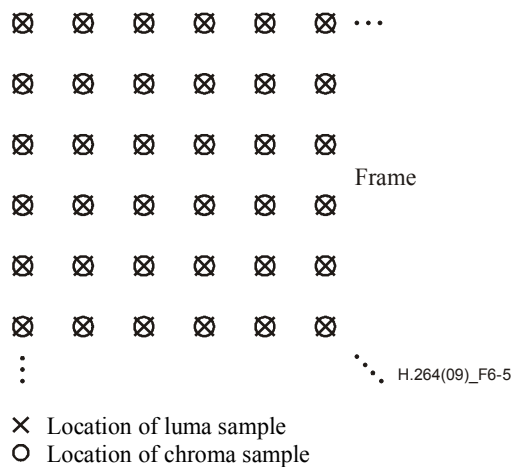 Frame
H.264(09)_F6-5
Location of luma sample
Location of chroma sample